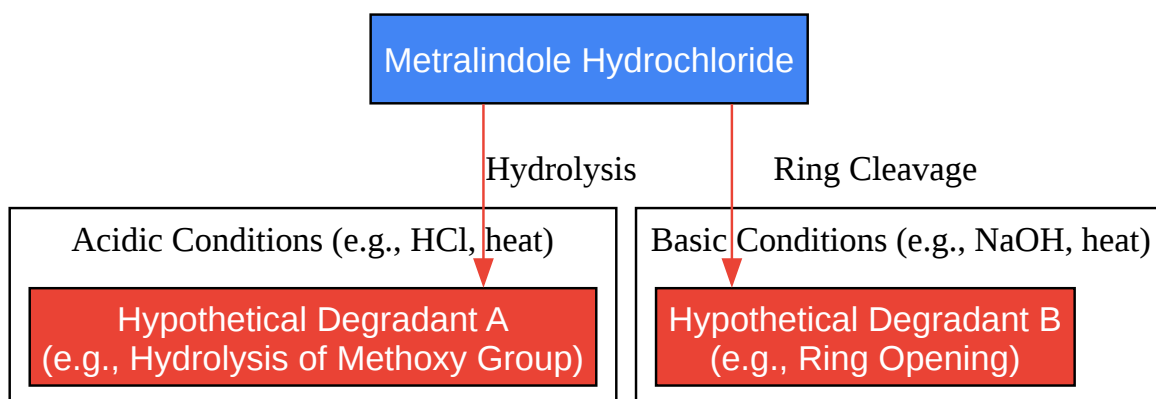 Metralindole Hydrochloride
Hydrolysis
Ring Cleavage
Acidic Conditions (e.g., HCl, heat)
Hypothetical Degradant A
(e.g., Hydrolysis of Methoxy Group)
Basic Conditions (e.g., NaOH, heat)
Hypothetical Degradant B
(e.g., Ring Opening)